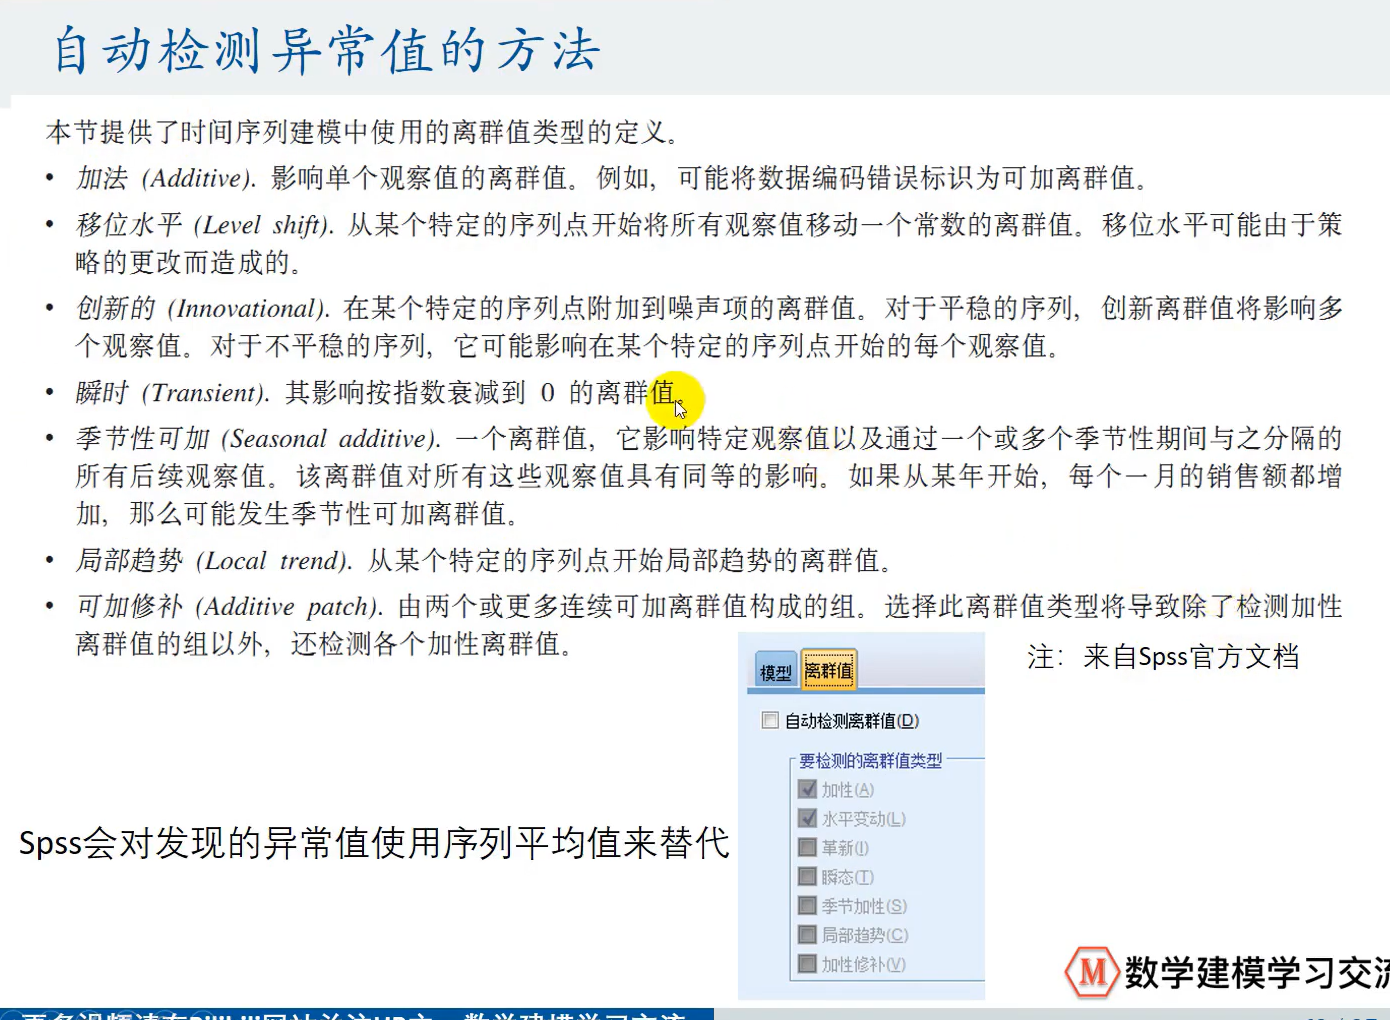 自动检测异常值的方法
本节提供了时间序列建模中使用的离群值类型的定义。
• 加法 (Additive). 影响单个观察值的离群值。例如，可能将数据编码错误标识为可加离群值。
• 移位水平 (Level shift). 从某个特定的序列点开始将所有观察值移动一个常数的离群值。移位水平可能由于策
略的更改而造成的。
• 创新的 (Innovational). 在某个特定的序列点附加到噪声项的离群值。对于平稳的序列，创新离群值将影响多
个观察值。对于不平稳的序列，它可能影响在某个特定的序列点开始的每个观察值。
• 瞬时 (Transient). 其影响按指数衰减到 0 的离群值。
• 季节性可加 (Seasonal additive). 一个离群值，它影响特定观察值以及通过一个或多个季节性期间与之分隔的
所有后续观察值。该离群值对所有这些观察值具有同等的影响。如果从某年开始，每个一月的销售额都增
加，那么可能发生季节性可加离群值。
• 局部趋势 (Local trend). 从某个特定的序列点开始局部趋势的离群值。
• 可加修补 (Additive patch). 由两个或更多连续可加离群值构成的组。选择此离群值类型将导致除了检测加性
离群值的组以外，还检测各个加性离群值。
注：来自Spss官方文档
模型 离群值
自动检测离群值(D)
要检测的离群值类型
加性(A)
水平变动(L)
革新(I)
瞬态(T)
季节加性(S)
局部趋势(C)
加性修补(V)
Spss会对发现的异常值使用序列平均值来替代
M 数学建模学习交流